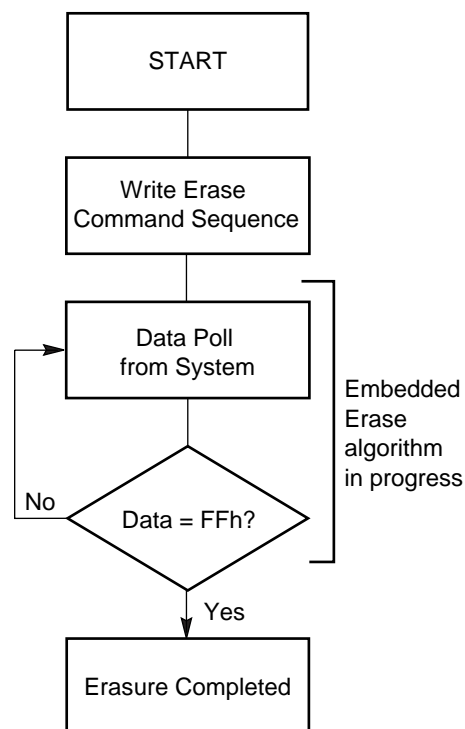 START
Write Erase
Command Sequence
Data Poll
from System
Embedded
Erase
algorithm
in progress
No
Data = FFh?
Yes
Erasure Completed